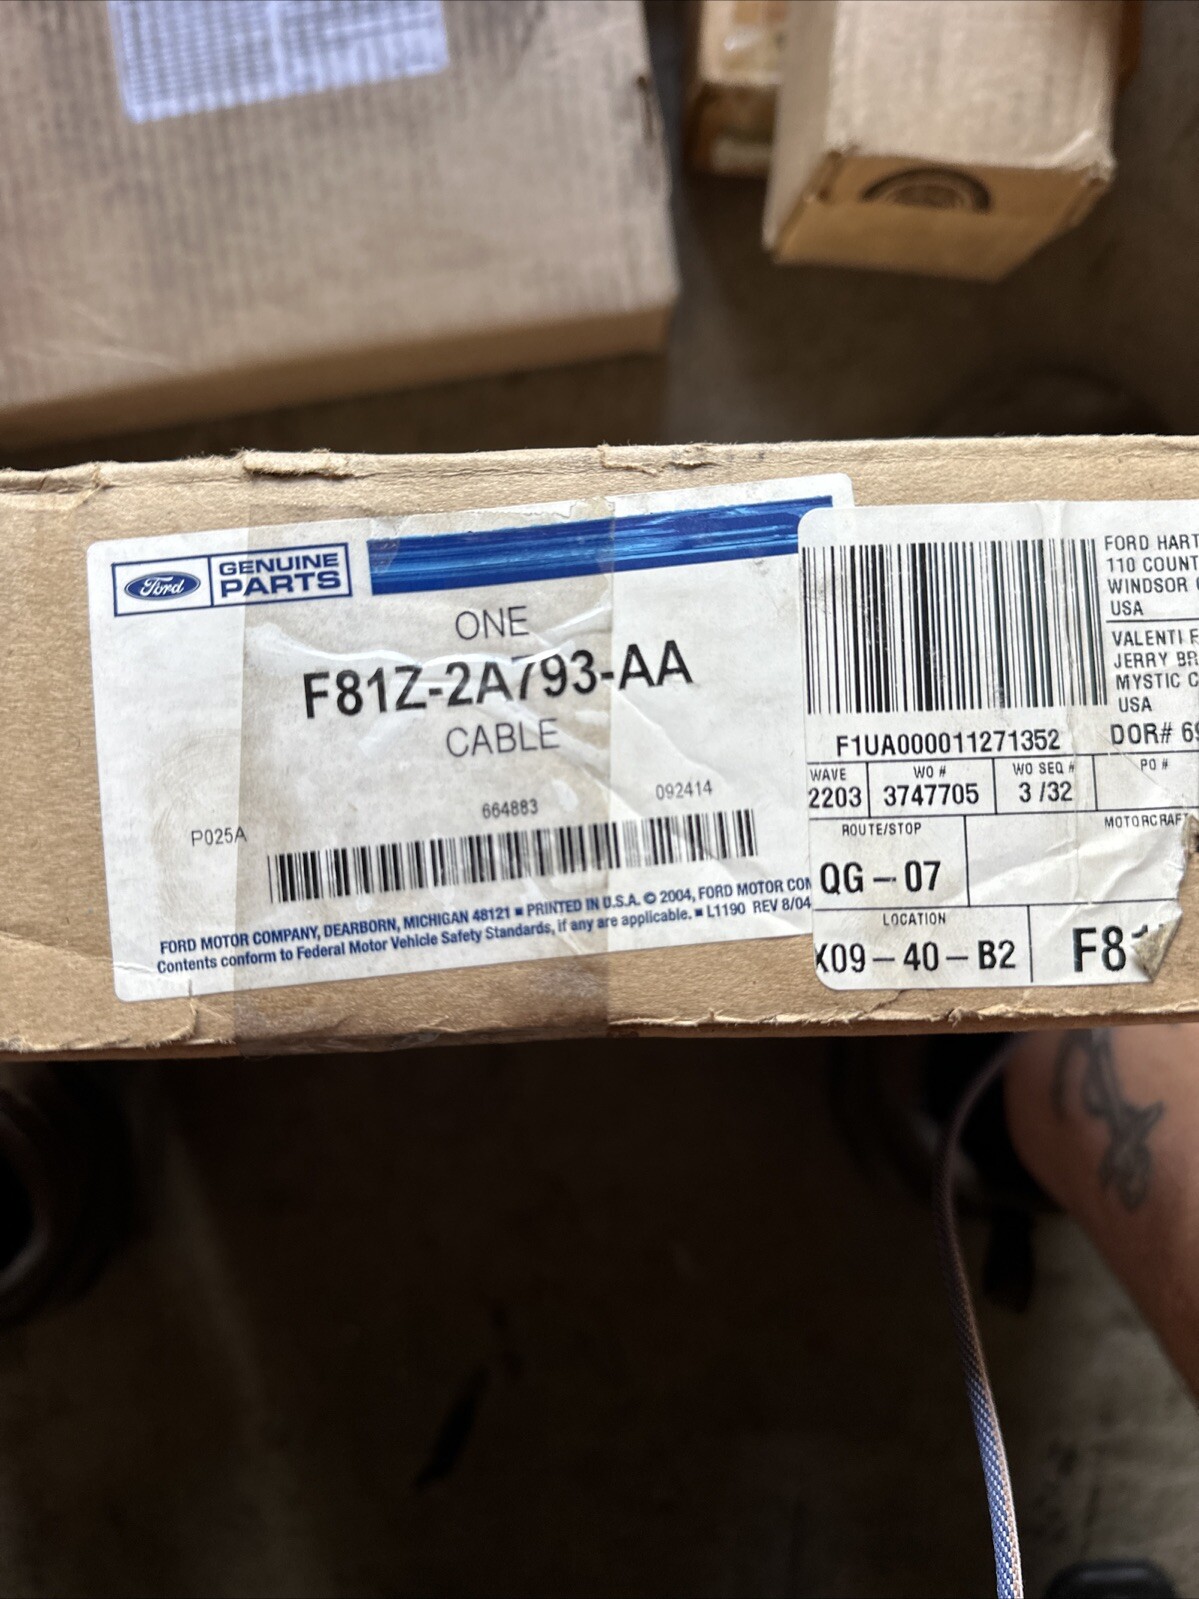 Ford
GENUINE
PARTS
ONE
F81Z-2A793-AA
CABLE
P025A
664883
092414
FORD MOTOR COMPANY, DEARBORN, MICHIGAN 48121 ■ PRINTED IN U.S.A. © 2004, FORD MOTOR COM
Contents conform to Federal Motor Vehicle Safety Standards, if any are applicable. ■ L1190 REV 8/04
FORD HART
110 COUNT
WINDSOR
USA
VALENTI F
JERRY BR
MYSTIC C
USA
F1UA000011271352
DOR# 69
WAVE
2203
WO #
3747705
WO SEQ #
3 /32
PO #
ROUTE/STOP
QG – 07
MOTORCRAFT
LOCATION
X09 – 40 – B2
F81